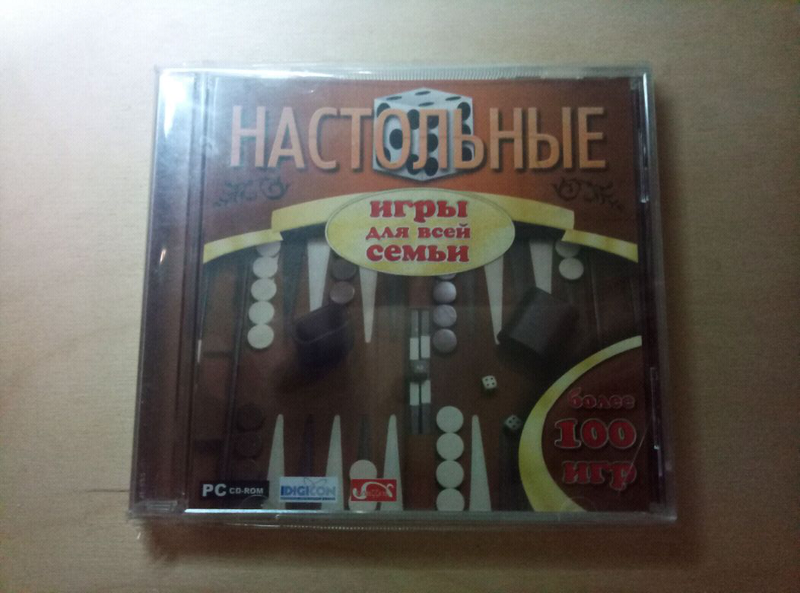 НАСТОЛЬНЫЕ
игры
для всей
семьи
более
100
игр
PC CD-ROM
DIGICON